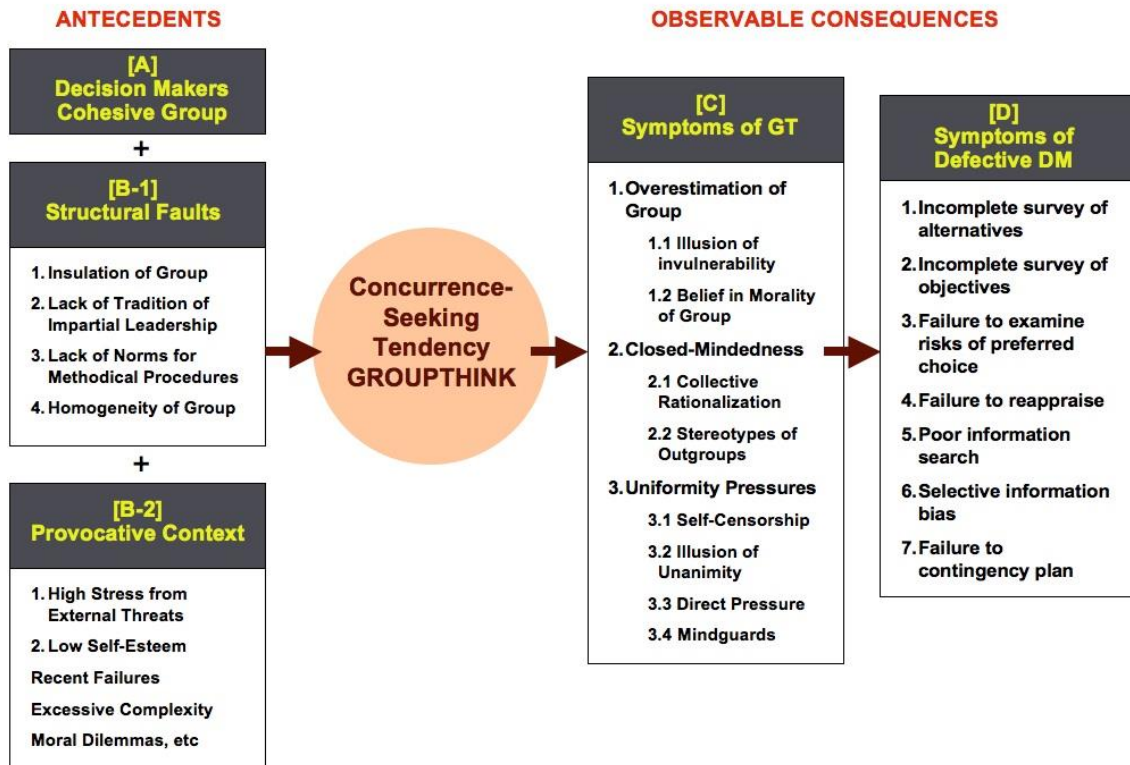 ANTECEDENTS
[A]
Decision Makers
Cohesive Group
+
[B-1]
Structural Faults
1. Insulation of Group
2. Lack of Tradition of
Impartial Leadership
3. Lack of Norms for
Methodical Procedures
4. Homogeneity of Group
+
[B-2]
Provocative Context
1. High Stress from
External Threats
2. Low Self-Esteem
Recent Failures
Excessive Complexity
Moral Dilemmas, etc
Concurrence-
Seeking
Tendency
GROUPTHINK
OBSERVABLE CONSEQUENCES
[C]
Symptoms of GT
1. Overestimation of
Group
1.1 Illusion of
invulnerability
1.2 Belief in Morality
of Group
2. Closed-Mindedness
2.1 Collective
Rationalization
2.2 Stereotypes of
Outgroups
3. Uniformity Pressures
3.1 Self-Censorship
3.2 Illusion of
Unanimity
3.3 Direct Pressure
3.4 Mindguards
[D]
Symptoms of
Defective DM
1. Incomplete survey of
alternatives
2. Incomplete survey of
objectives
3. Failure to examine
risks of preferred
choice
4. Failure to reappraise
5. Poor information
search
6. Selective information
bias
7. Failure to
contingency plan